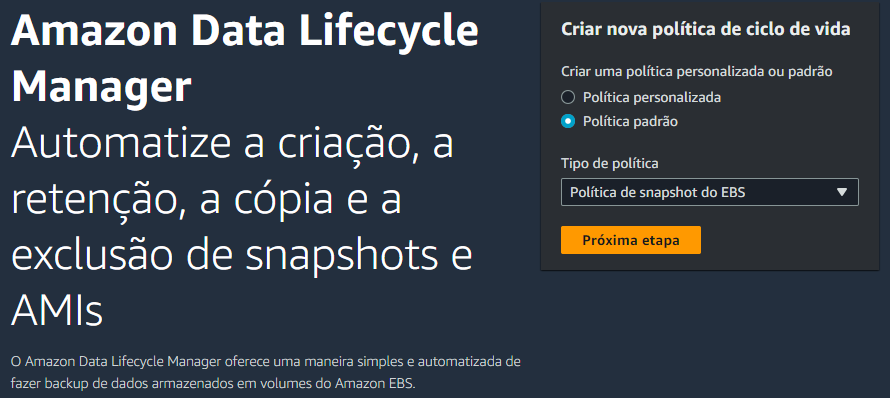 Amazon Data Lifecycle
Manager
Automatize a criação, a
retenção, a cópia e a
exclusão de snapshots e
AMIs
O Amazon Data Lifecycle Manager oferece uma maneira simples e automatizada de
fazer backup de dados armazenados em volumes do Amazon EBS.
Criar nova política de ciclo de vida
Criar uma política personalizada ou padrão
Política personalizada
Política padrão
Tipo de política
Política de snapshot do EBS
Próxima etapa